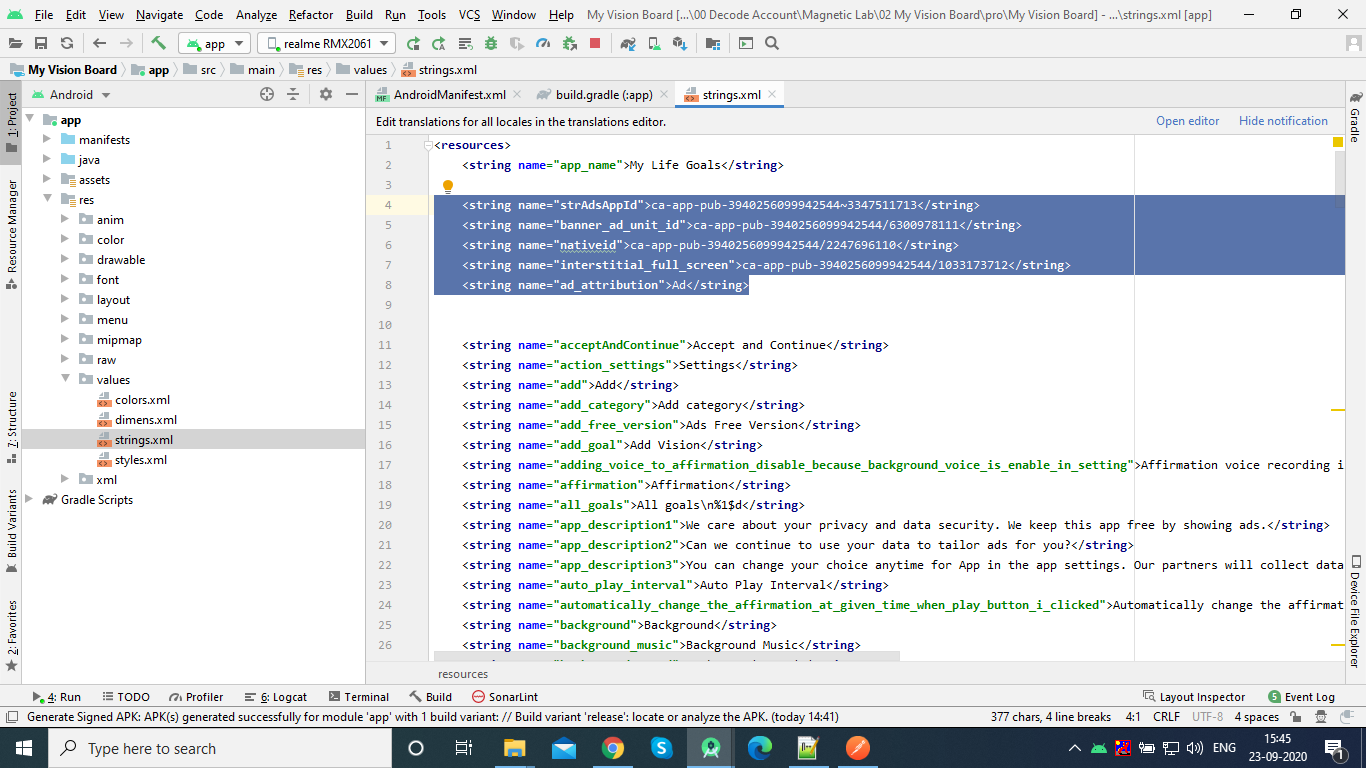 File Edit View Navigate Code Analyze Refactor Build Run Tools VCS Window Help My Vision Board [...\00 Decode Account\Magnetic Lab\02 My Vision Board\pro\My Vision Board] - ...\strings.xml [app]
app realme RMX2061
My Vision Board app src main res values strings.xml
Android AndroidManifest.xml build.gradle (:app) strings.xml
Edit translations for all locales in the translations editor. Open editor Hide notification
1: Project
Resource Manager
7: Structure
Build Variants
2: Favorites
app
manifests
java
assets
res
anim
color
drawable
font
layout
menu
mipmap
raw
values
colors.xml
dimens.xml
strings.xml
styles.xml
xml
Gradle Scripts
1 <resources>
2 <string name="app_name">My Life Goals</string>
3
4 <string name="strAdsAppId">ca-app-pub-3940256099942544~3347511713</string>
5 <string name="banner_ad_unit_id">ca-app-pub-3940256099942544/6300978111</string>
6 <string name="nativeid">ca-app-pub-3940256099942544/2247696110</string>
7 <string name="interstitial_full_screen">ca-app-pub-3940256099942544/1033173712</string>
8 <string name="ad_attribution">Ad</string>
9
10
11 <string name="acceptAndContinue">Accept and Continue</string>
12 <string name="action_settings">Settings</string>
13 <string name="add">Add</string>
14 <string name="add_category">Add category</string>
15 <string name="add_free_version">Ads Free Version</string>
16 <string name="add_goal">Add Vision</string>
17 <string name="adding_voice_to_affirmation_disable_because_background_voice_is_enable_in_setting">Affirmation voice recording i
18 <string name="affirmation">Affirmation</string>
19 <string name="all_goals">All goals\n%1$d</string>
20 <string name="app_description1">We care about your privacy and data security. We keep this app free by showing ads.</string>
21 <string name="app_description2">Can we continue to use your data to tailor ads for you?</string>
22 <string name="app_description3">You can change your choice anytime for App in the app settings. Our partners will collect data
23 <string name="auto_play_interval">Auto Play Interval</string>
24 <string name="automatically_change_the_affirmation_at_given_time_when_play_button_i_clicked">Automatically change the affirmat
25 <string name="background">Background</string>
26 <string name="background_music">Background Music</string>
resources
Gradle
Device File Explorer
4: Run TODO Profiler 6: Logcat Terminal Build SonarLint Layout Inspector 5 Event Log
Generate Signed APK: APK(s) generated successfully for module 'app' with 1 build variant: // Build variant 'release': locate or analyze the APK. (today 14:41) 377 chars, 4 line breaks 4:1 CRLF UTF-8 4 spaces
Type here to search ENG 15:45
23-09-2020 1